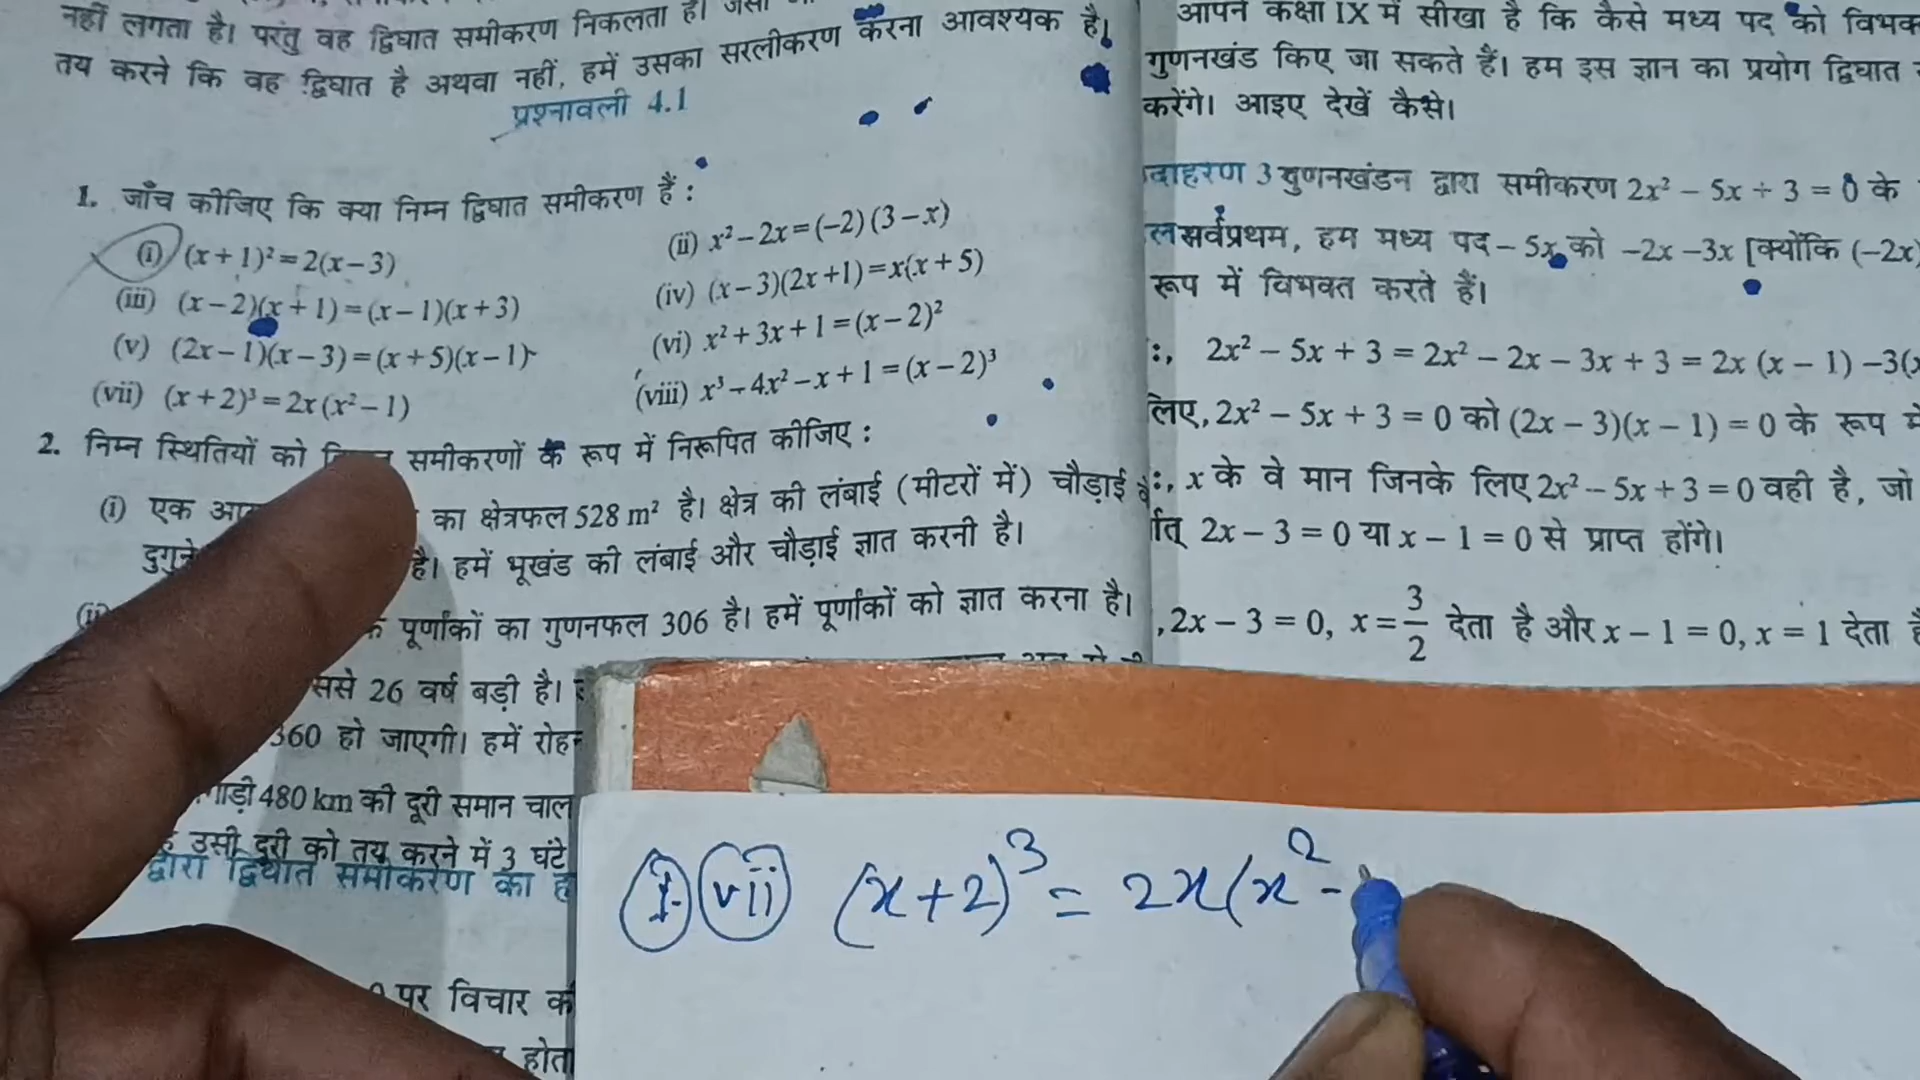 नहीं लगता है। परंतु वह द्विघात समीकरण निकलता है।
तय करने कि वह द्विघात है अथवा नहीं, हमें उसका सरलीकरण करना आवश्यक है।
प्रश्नावली 4.1
1. जाँच कीजिए कि क्या निम्न द्विघात समीकरण हैं :
(i) (x + 1)² = 2(x – 3)
(ii) x² – 2x = (–2) (3 – x)
(iii) (x – 2)(x + 1) = (x – 1)(x + 3)
(iv) (x – 3)(2x + 1) = x(x + 5)
(v) (2x – 1)(x – 3) = (x + 5)(x – 1)
(vi) x² + 3x + 1 = (x – 2)²
(vii) (x + 2)³ = 2x (x² – 1)
(viii) x³ – 4x² – x + 1 = (x – 2)³
2. निम्न स्थितियों को समीकरणों के रूप में निरूपित कीजिए :
(i) एक का क्षेत्रफल 528 m² है। क्षेत्र की लंबाई (मीटरों में) चौड़ाई
दुगुने है। हमें भूखंड की लंबाई और चौड़ाई ज्ञात करनी है।
पूर्णांकों का गुणनफल 306 है। हमें पूर्णांकों को ज्ञात करना है।
ससे 26 वर्ष बड़ी है।
360 हो जाएगी। हमें रोहन
480 km की दूरी समान चाल
उसी दूरी को तय करने में 3 घंटे
द्वारा द्विघात समीकरण का ह
पर विचार क
होता
आपने कक्षा IX में सीखा है कि कैसे मध्य पद को विभक
गुणनखंड किए जा सकते हैं। हम इस ज्ञान का प्रयोग द्विघात
करेंगे। आइए देखें कैसे।
दाहरण 3 गुणनखंडन द्वारा समीकरण 2x² – 5x + 3 = 0 के
ल सर्वप्रथम, हम मध्य पद – 5x को –2x –3x [क्योंकि (–2x)
रूप में विभक्त करते हैं।
2x² – 5x + 3 = 2x² – 2x – 3x + 3 = 2x (x – 1) –3(x
लिए, 2x² – 5x + 3 = 0 को (2x – 3)(x – 1) = 0 के रूप में
x के वे मान जिनके लिए 2x² – 5x + 3 = 0 वही है, जो
र्थात् 2x – 3 = 0 या x – 1 = 0 से प्राप्त होंगे।
, 2x – 3 = 0, x = 3/2 देता है और x – 1 = 0, x = 1 देता है
1. vii (x+2)³ = 2x(x² -